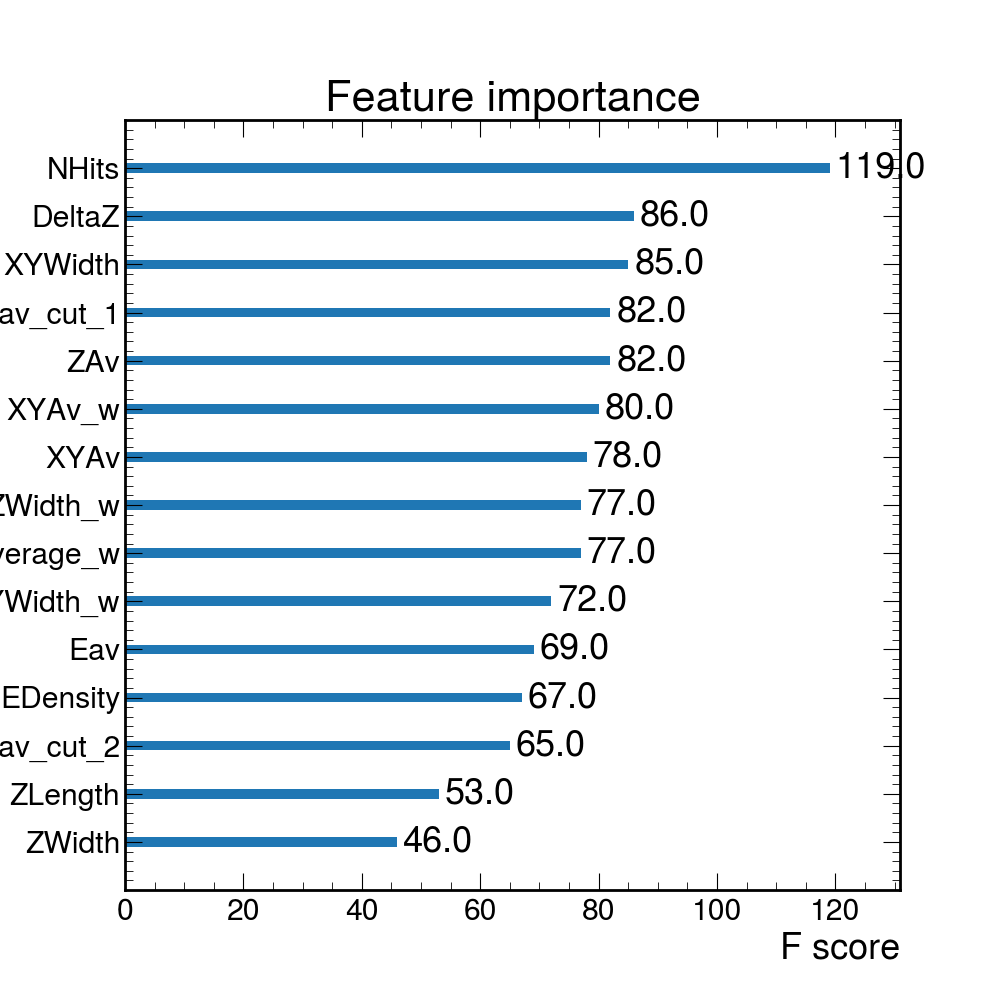 Feature importance
NHits 119.0
DeltaZ 86.0
XYWidth 85.0
av_cut_1 82.0
ZAv 82.0
XYAv_w 80.0
XYAv 78.0
ZWidth_w 77.0
verage_w 77.0
YWidth_w 72.0
Eav 69.0
EDensity 67.0
av_cut_2 65.0
ZLength 53.0
ZWidth 46.0
0 20 40 60 80 100 120
F score